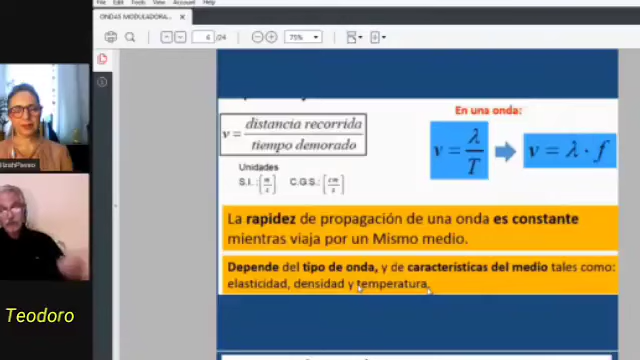 File Edit Tools View Account Help
ONDAS MODULADORA...
6 /24
75%
distancia recorrida
v = 
tiempo demorado
Unidades
S.I.: [m/s] C.G.S.: [cm/s]
En una onda:
v = λ/T
v = λ · f
La rapidez de propagación de una onda es constante
mientras viaja por un Mismo medio.
Depende del tipo de onda, y de características del medio tales como:
elasticidad, densidad y temperatura.
Teodoro